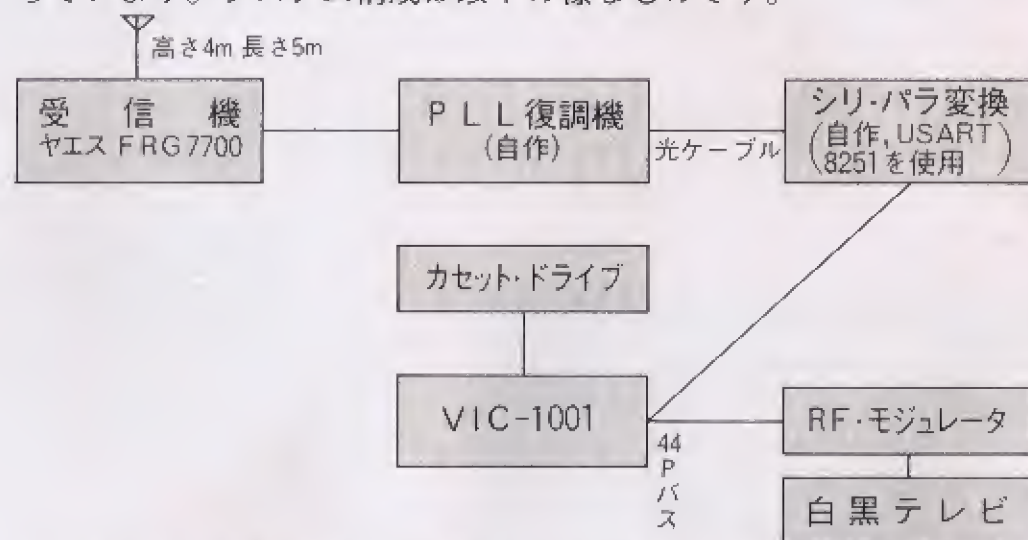 高さ4m 長さ5m
受信機
ヤエス FRG7700
PLL復調機
(自作)
光ケーブル
シリ・パラ変換
(自作, USART
8251を使用)
カセット・ドライブ
VIC-1001
44
P
バ
ス
RF・モジュレータ
白黒テレビ